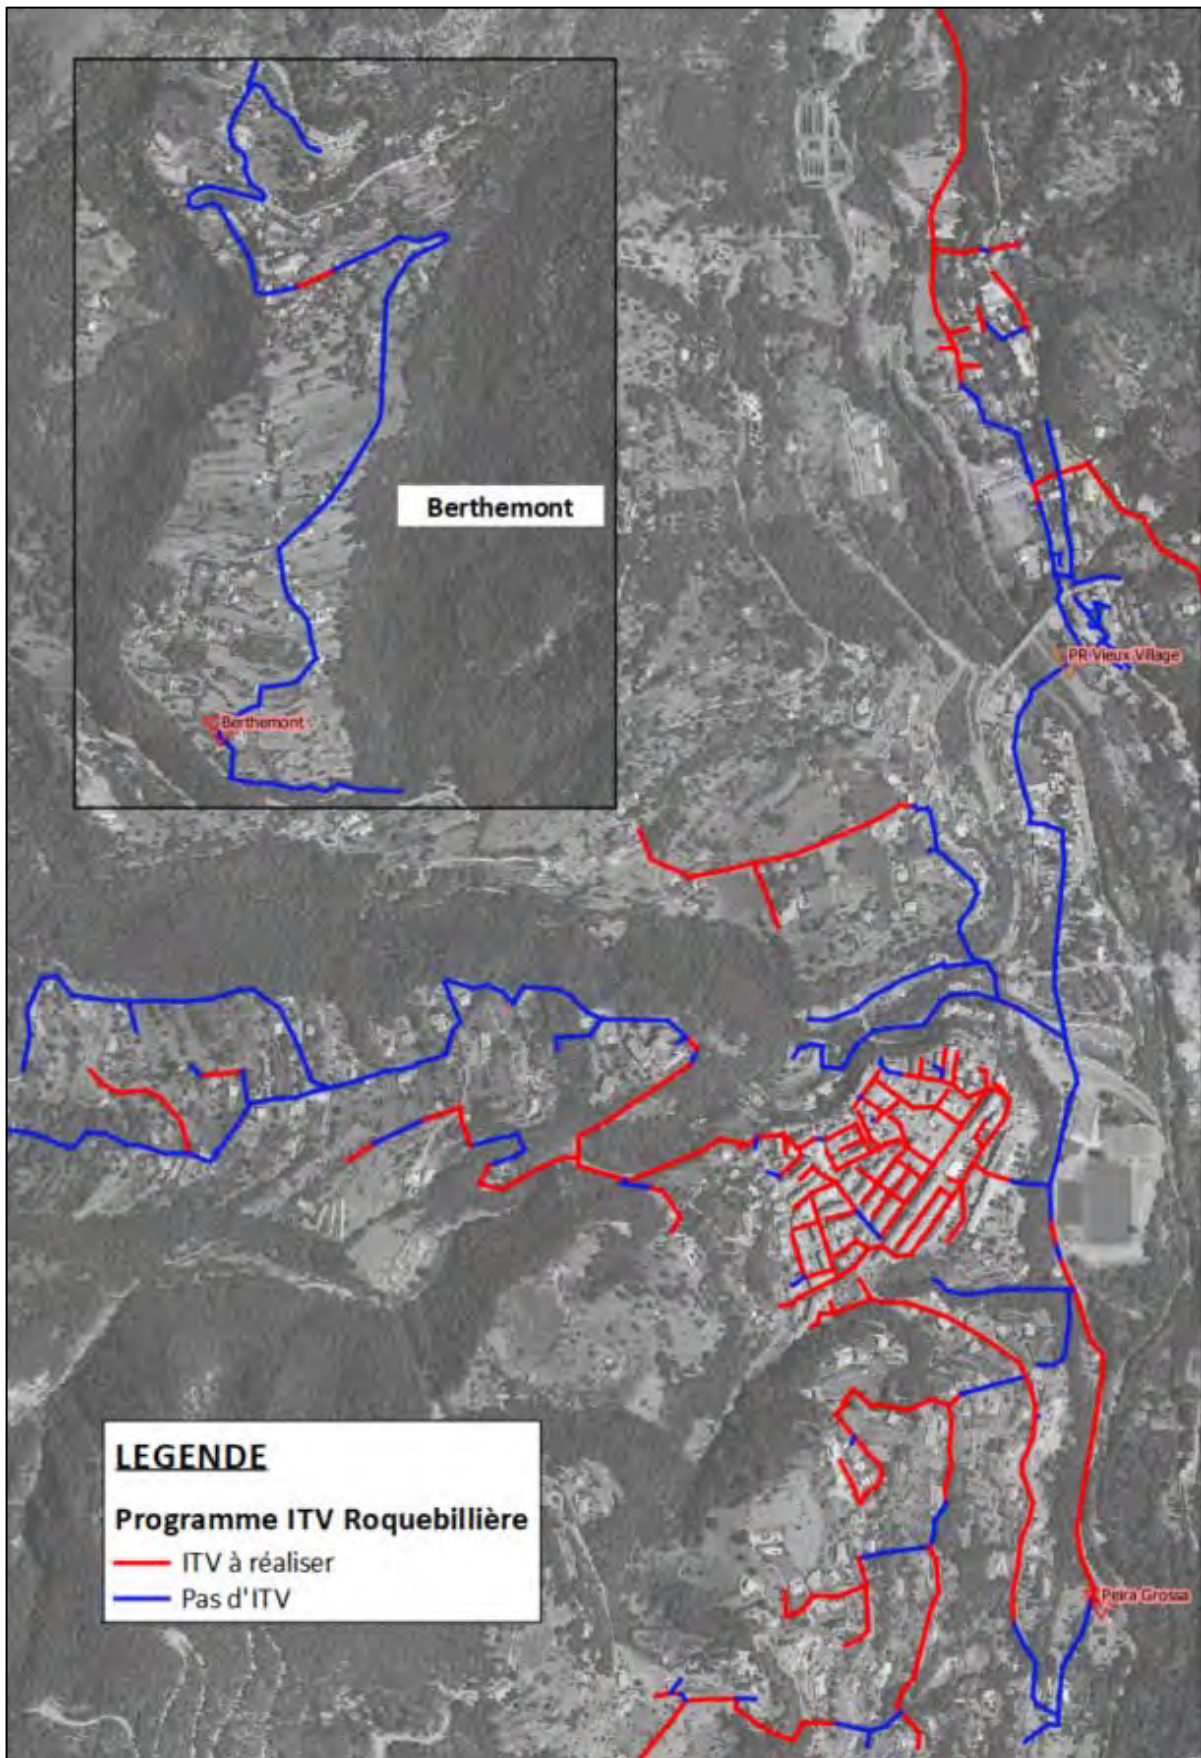 Berthemont
PR Vieux Village
Berthemont
LEGENDE
Programme ITV Roquebillière
ITV à réaliser
Pas d'ITV
Peira Grossa